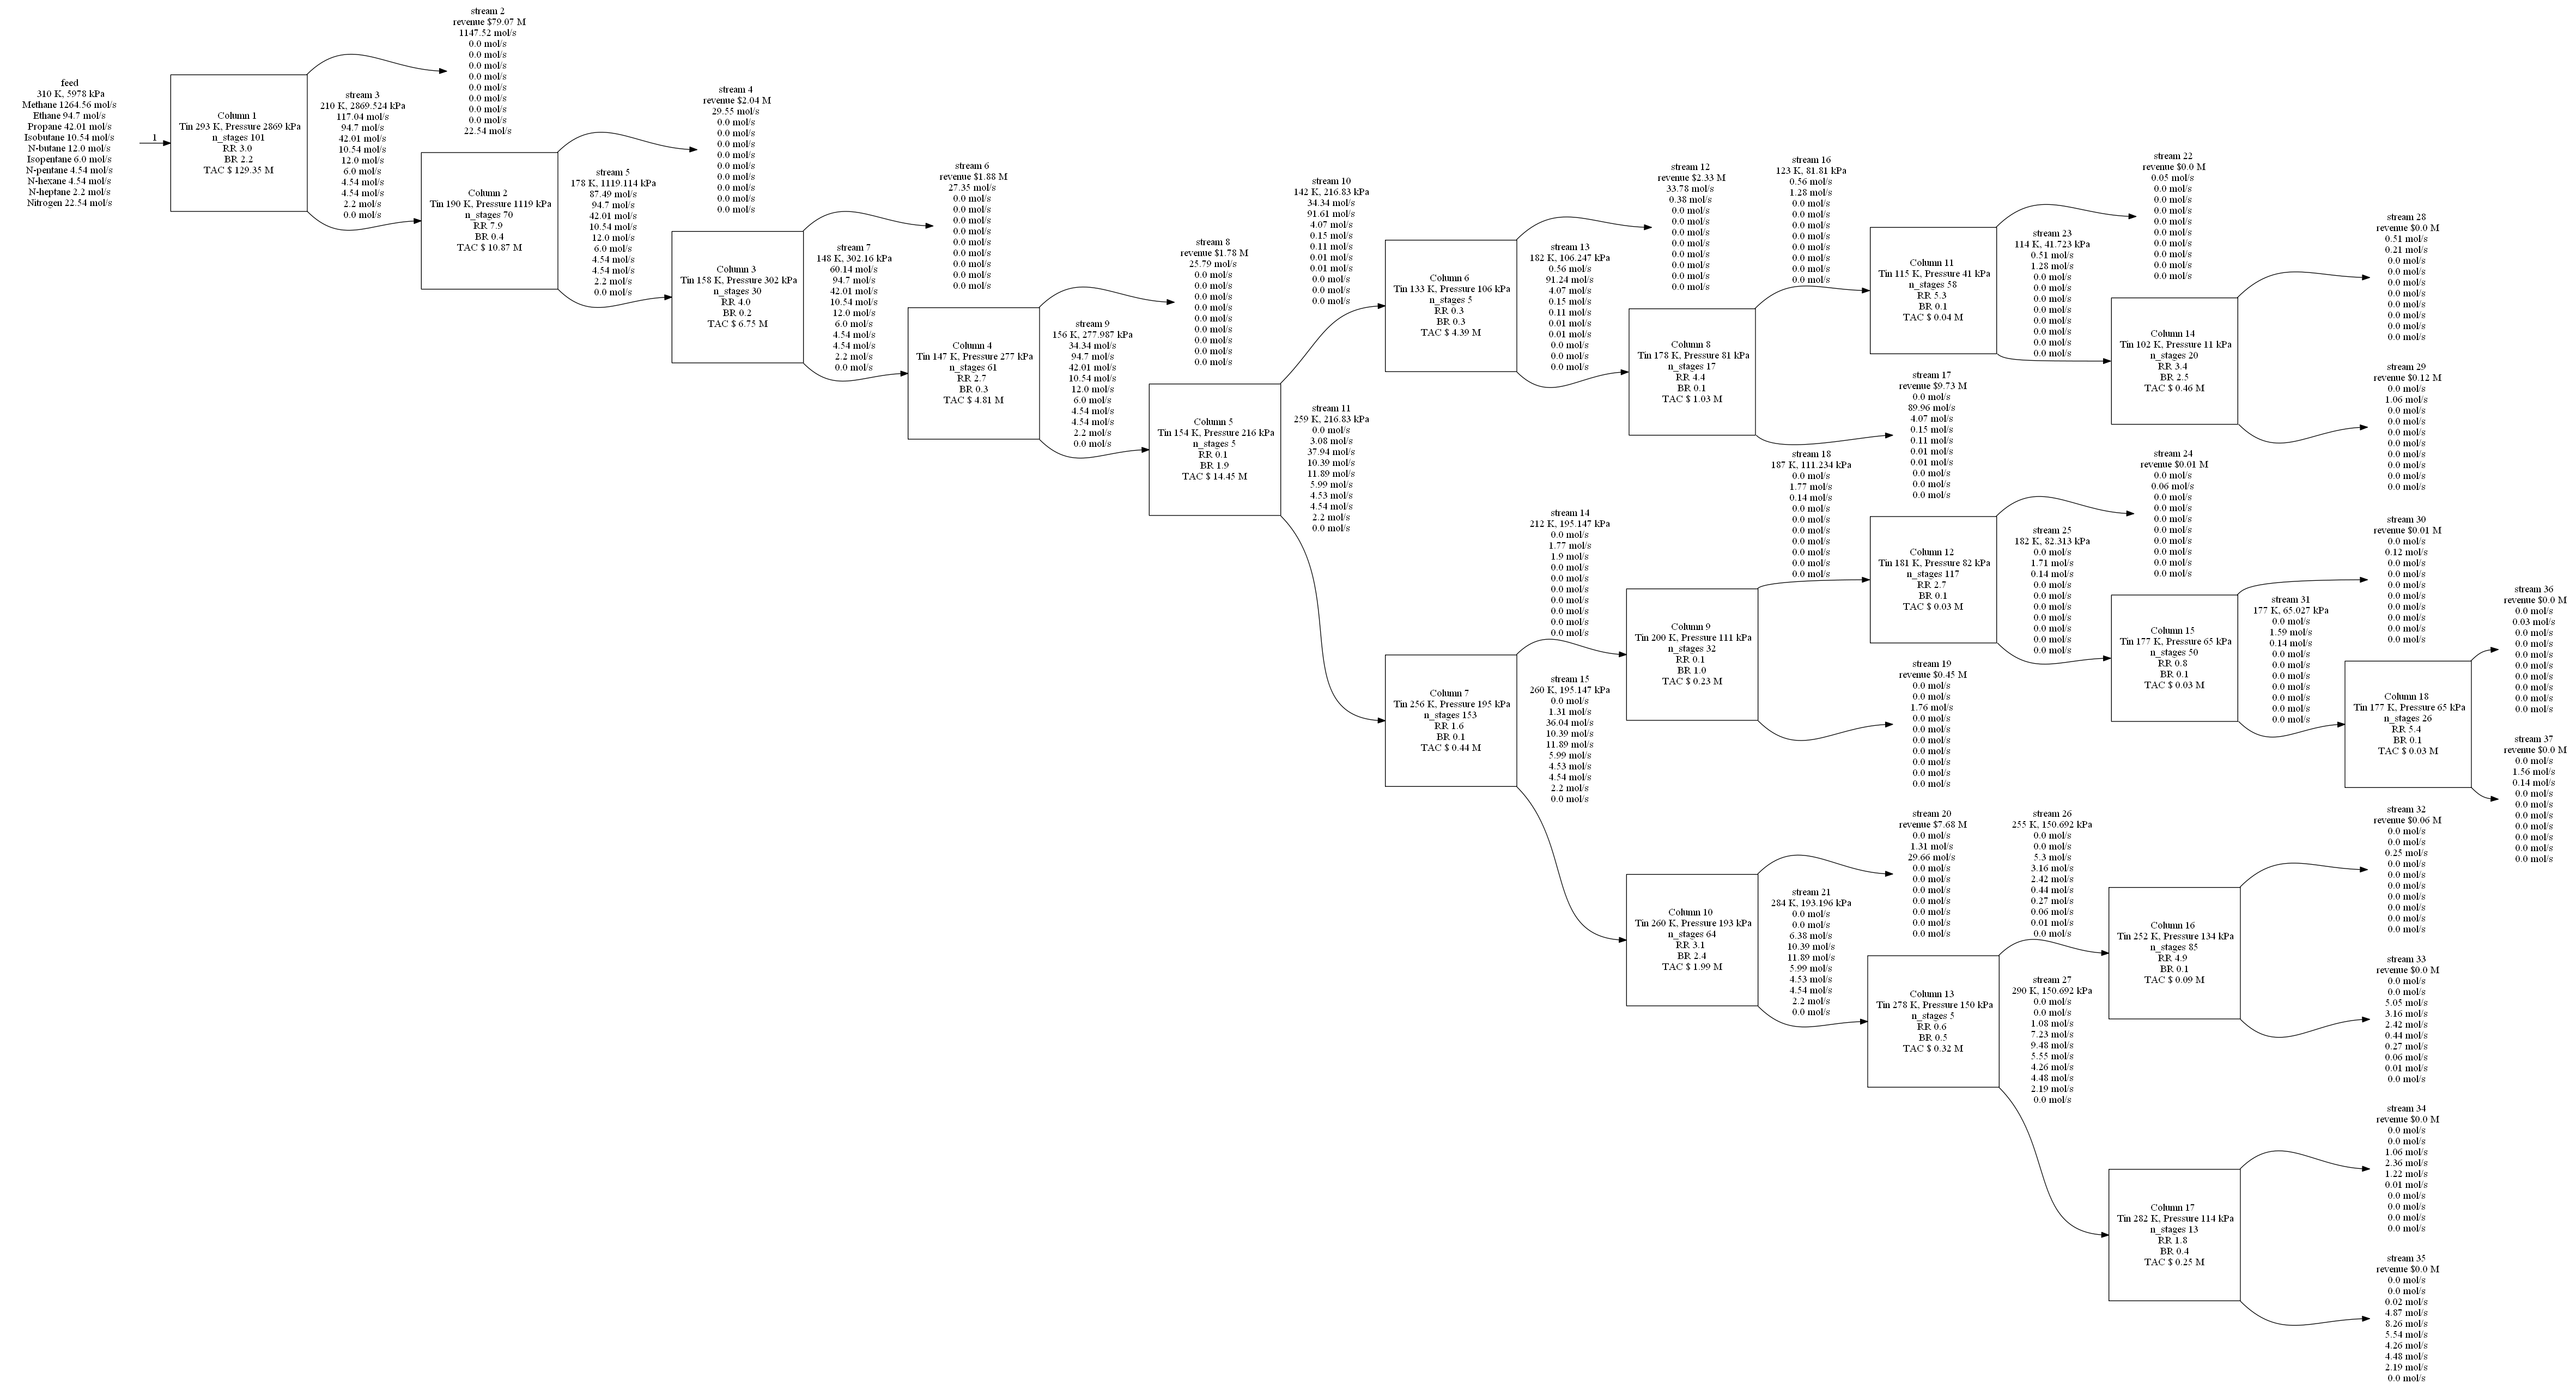 feed
310 K, 5978 kPa
Methane 1264.56 mol/s
Ethane 94.7 mol/s
Propane 42.01 mol/s
Isobutane 10.54 mol/s
N-butane 12.0 mol/s
Isopentane 6.0 mol/s
N-pentane 4.54 mol/s
N-hexane 4.54 mol/s
N-heptane 2.2 mol/s
Nitrogen 22.54 mol/s
1
Column 1
Tin 293 K, Pressure 2869 kPa
n_stages 101
RR 3.0
BR 2.2
TAC $ 129.35 M
stream 2
revenue $79.07 M
1147.52 mol/s
0.0 mol/s
0.0 mol/s
0.0 mol/s
0.0 mol/s
0.0 mol/s
0.0 mol/s
0.0 mol/s
0.0 mol/s
22.54 mol/s
stream 3
210 K, 2869.524 kPa
117.04 mol/s
94.7 mol/s
42.01 mol/s
10.54 mol/s
12.0 mol/s
6.0 mol/s
4.54 mol/s
4.54 mol/s
2.2 mol/s
0.0 mol/s
Column 2
Tin 190 K, Pressure 1119 kPa
n_stages 70
RR 7.9
BR 0.4
TAC $ 10.87 M
stream 4
revenue $2.04 M
29.55 mol/s
0.0 mol/s
0.0 mol/s
0.0 mol/s
0.0 mol/s
0.0 mol/s
0.0 mol/s
0.0 mol/s
0.0 mol/s
0.0 mol/s
stream 5
178 K, 1119.114 kPa
87.49 mol/s
94.7 mol/s
42.01 mol/s
10.54 mol/s
12.0 mol/s
6.0 mol/s
4.54 mol/s
4.54 mol/s
2.2 mol/s
0.0 mol/s
Column 3
Tin 158 K, Pressure 302 kPa
n_stages 30
RR 4.0
BR 0.2
TAC $ 6.75 M
stream 6
revenue $1.88 M
27.35 mol/s
0.0 mol/s
0.0 mol/s
0.0 mol/s
0.0 mol/s
0.0 mol/s
0.0 mol/s
0.0 mol/s
0.0 mol/s
0.0 mol/s
stream 7
148 K, 302.16 kPa
60.14 mol/s
94.7 mol/s
42.01 mol/s
10.54 mol/s
12.0 mol/s
6.0 mol/s
4.54 mol/s
4.54 mol/s
2.2 mol/s
0.0 mol/s
Column 4
Tin 147 K, Pressure 277 kPa
n_stages 61
RR 2.7
BR 0.3
TAC $ 4.81 M
stream 8
revenue $1.78 M
25.79 mol/s
0.0 mol/s
0.0 mol/s
0.0 mol/s
0.0 mol/s
0.0 mol/s
0.0 mol/s
0.0 mol/s
0.0 mol/s
0.0 mol/s
stream 9
156 K, 277.987 kPa
34.34 mol/s
94.7 mol/s
42.01 mol/s
10.54 mol/s
12.0 mol/s
6.0 mol/s
4.54 mol/s
4.54 mol/s
2.2 mol/s
0.0 mol/s
Column 5
Tin 154 K, Pressure 216 kPa
n_stages 5
RR 0.1
BR 1.9
TAC $ 14.45 M
stream 10
142 K, 216.83 kPa
34.34 mol/s
91.61 mol/s
4.07 mol/s
0.15 mol/s
0.11 mol/s
0.01 mol/s
0.01 mol/s
0.0 mol/s
0.0 mol/s
0.0 mol/s
stream 11
259 K, 216.83 kPa
0.0 mol/s
3.08 mol/s
37.94 mol/s
10.39 mol/s
11.89 mol/s
5.99 mol/s
4.53 mol/s
4.54 mol/s
2.2 mol/s
0.0 mol/s
Column 6
Tin 133 K, Pressure 106 kPa
n_stages 5
RR 0.3
BR 0.3
TAC $ 4.39 M
stream 12
revenue $2.33 M
33.78 mol/s
0.38 mol/s
0.0 mol/s
0.0 mol/s
0.0 mol/s
0.0 mol/s
0.0 mol/s
0.0 mol/s
0.0 mol/s
0.0 mol/s
stream 13
182 K, 106.247 kPa
0.56 mol/s
91.24 mol/s
4.07 mol/s
0.15 mol/s
0.11 mol/s
0.01 mol/s
0.01 mol/s
0.0 mol/s
0.0 mol/s
0.0 mol/s
Column 8
Tin 178 K, Pressure 81 kPa
n_stages 17
RR 4.4
BR 0.1
TAC $ 1.03 M
stream 16
123 K, 81.81 kPa
0.56 mol/s
1.28 mol/s
0.0 mol/s
0.0 mol/s
0.0 mol/s
0.0 mol/s
0.0 mol/s
0.0 mol/s
0.0 mol/s
0.0 mol/s
stream 17
revenue $9.73 M
0.0 mol/s
89.96 mol/s
4.07 mol/s
0.15 mol/s
0.11 mol/s
0.01 mol/s
0.01 mol/s
0.0 mol/s
0.0 mol/s
0.0 mol/s
Column 11
Tin 115 K, Pressure 41 kPa
n_stages 58
RR 5.3
BR 0.1
TAC $ 0.04 M
stream 22
revenue $0.0 M
0.05 mol/s
0.0 mol/s
0.0 mol/s
0.0 mol/s
0.0 mol/s
0.0 mol/s
0.0 mol/s
0.0 mol/s
0.0 mol/s
0.0 mol/s
stream 23
114 K, 41.723 kPa
0.51 mol/s
1.28 mol/s
0.0 mol/s
0.0 mol/s
0.0 mol/s
0.0 mol/s
0.0 mol/s
0.0 mol/s
0.0 mol/s
0.0 mol/s
Column 14
Tin 102 K, Pressure 11 kPa
n_stages 20
RR 3.4
BR 2.5
TAC $ 0.46 M
stream 28
revenue $0.0 M
0.51 mol/s
0.21 mol/s
0.0 mol/s
0.0 mol/s
0.0 mol/s
0.0 mol/s
0.0 mol/s
0.0 mol/s
0.0 mol/s
0.0 mol/s
stream 29
revenue $0.12 M
0.0 mol/s
1.06 mol/s
0.0 mol/s
0.0 mol/s
0.0 mol/s
0.0 mol/s
0.0 mol/s
0.0 mol/s
0.0 mol/s
0.0 mol/s
Column 7
Tin 256 K, Pressure 195 kPa
n_stages 153
RR 1.6
BR 0.1
TAC $ 0.44 M
stream 14
212 K, 195.147 kPa
0.0 mol/s
1.77 mol/s
1.9 mol/s
0.0 mol/s
0.0 mol/s
0.0 mol/s
0.0 mol/s
0.0 mol/s
0.0 mol/s
0.0 mol/s
stream 15
260 K, 195.147 kPa
0.0 mol/s
1.31 mol/s
36.04 mol/s
10.39 mol/s
11.89 mol/s
5.99 mol/s
4.53 mol/s
4.54 mol/s
2.2 mol/s
0.0 mol/s
Column 9
Tin 200 K, Pressure 111 kPa
n_stages 32
RR 0.1
BR 1.0
TAC $ 0.23 M
stream 18
187 K, 111.234 kPa
0.0 mol/s
1.77 mol/s
0.14 mol/s
0.0 mol/s
0.0 mol/s
0.0 mol/s
0.0 mol/s
0.0 mol/s
0.0 mol/s
0.0 mol/s
stream 19
revenue $0.45 M
0.0 mol/s
0.0 mol/s
1.76 mol/s
0.0 mol/s
0.0 mol/s
0.0 mol/s
0.0 mol/s
0.0 mol/s
0.0 mol/s
0.0 mol/s
Column 12
Tin 181 K, Pressure 82 kPa
n_stages 117
RR 2.7
BR 0.1
TAC $ 0.03 M
stream 24
revenue $0.01 M
0.0 mol/s
0.06 mol/s
0.0 mol/s
0.0 mol/s
0.0 mol/s
0.0 mol/s
0.0 mol/s
0.0 mol/s
0.0 mol/s
0.0 mol/s
stream 25
182 K, 82.313 kPa
0.0 mol/s
1.71 mol/s
0.14 mol/s
0.0 mol/s
0.0 mol/s
0.0 mol/s
0.0 mol/s
0.0 mol/s
0.0 mol/s
0.0 mol/s
Column 15
Tin 177 K, Pressure 65 kPa
n_stages 50
RR 0.8
BR 0.1
TAC $ 0.03 M
stream 30
revenue $0.01 M
0.0 mol/s
0.12 mol/s
0.0 mol/s
0.0 mol/s
0.0 mol/s
0.0 mol/s
0.0 mol/s
0.0 mol/s
0.0 mol/s
0.0 mol/s
stream 31
177 K, 65.027 kPa
0.0 mol/s
1.59 mol/s
0.14 mol/s
0.0 mol/s
0.0 mol/s
0.0 mol/s
0.0 mol/s
0.0 mol/s
0.0 mol/s
0.0 mol/s
Column 18
Tin 177 K, Pressure 65 kPa
n_stages 26
RR 5.4
BR 0.1
TAC $ 0.03 M
stream 36
revenue $0.0 M
0.0 mol/s
0.03 mol/s
0.0 mol/s
0.0 mol/s
0.0 mol/s
0.0 mol/s
0.0 mol/s
0.0 mol/s
0.0 mol/s
0.0 mol/s
stream 37
revenue $0.0 M
0.0 mol/s
1.56 mol/s
0.14 mol/s
0.0 mol/s
0.0 mol/s
0.0 mol/s
0.0 mol/s
0.0 mol/s
0.0 mol/s
0.0 mol/s
Column 10
Tin 260 K, Pressure 193 kPa
n_stages 64
RR 3.1
BR 2.4
TAC $ 1.99 M
stream 20
revenue $7.68 M
0.0 mol/s
1.31 mol/s
29.66 mol/s
0.0 mol/s
0.0 mol/s
0.0 mol/s
0.0 mol/s
0.0 mol/s
0.0 mol/s
0.0 mol/s
stream 21
284 K, 193.196 kPa
0.0 mol/s
0.0 mol/s
6.38 mol/s
10.39 mol/s
11.89 mol/s
5.99 mol/s
4.53 mol/s
4.54 mol/s
2.2 mol/s
0.0 mol/s
Column 13
Tin 278 K, Pressure 150 kPa
n_stages 5
RR 0.6
BR 0.5
TAC $ 0.32 M
stream 26
255 K, 150.692 kPa
0.0 mol/s
0.0 mol/s
5.3 mol/s
3.16 mol/s
2.42 mol/s
0.44 mol/s
0.27 mol/s
0.06 mol/s
0.01 mol/s
0.0 mol/s
stream 27
290 K, 150.692 kPa
0.0 mol/s
0.0 mol/s
1.08 mol/s
7.23 mol/s
9.48 mol/s
5.55 mol/s
4.26 mol/s
4.48 mol/s
2.19 mol/s
0.0 mol/s
Column 16
Tin 252 K, Pressure 134 kPa
n_stages 85
RR 4.9
BR 0.1
TAC $ 0.09 M
stream 32
revenue $0.06 M
0.0 mol/s
0.0 mol/s
0.25 mol/s
0.0 mol/s
0.0 mol/s
0.0 mol/s
0.0 mol/s
0.0 mol/s
0.0 mol/s
0.0 mol/s
stream 33
revenue $0.0 M
0.0 mol/s
0.0 mol/s
5.05 mol/s
3.16 mol/s
2.42 mol/s
0.44 mol/s
0.27 mol/s
0.06 mol/s
0.01 mol/s
0.0 mol/s
Column 17
Tin 282 K, Pressure 114 kPa
n_stages 13
RR 1.8
BR 0.4
TAC $ 0.25 M
stream 34
revenue $0.0 M
0.0 mol/s
0.0 mol/s
1.06 mol/s
2.36 mol/s
1.22 mol/s
0.01 mol/s
0.0 mol/s
0.0 mol/s
0.0 mol/s
0.0 mol/s
stream 35
revenue $0.0 M
0.0 mol/s
0.0 mol/s
0.02 mol/s
4.87 mol/s
8.26 mol/s
5.54 mol/s
4.26 mol/s
4.48 mol/s
2.19 mol/s
0.0 mol/s